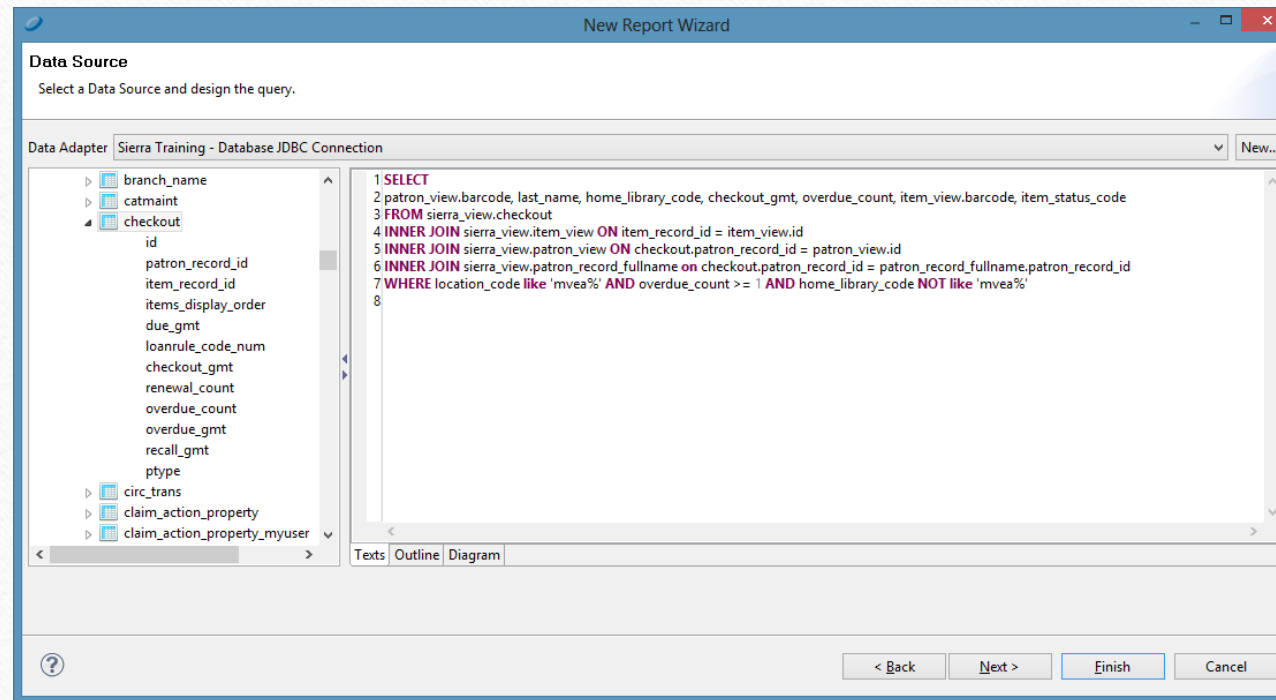 New Report Wizard
Data Source
Select a Data Source and design the query.
Data Adapter Sierra Training - Database JDBC Connection New...
branch_name
catmaint
checkout
id
patron_record_id
item_record_id
items_display_order
due_gmt
loanrule_code_num
checkout_gmt
renewal_count
overdue_count
overdue_gmt
recall_gmt
ptype
circ_trans
claim_action_property
claim_action_property_myuser
1 SELECT
2 patron_view.barcode, last_name, home_library_code, checkout_gmt, overdue_count, item_view.barcode, item_status_code
3 FROM sierra_view.checkout
4 INNER JOIN sierra_view.item_view ON item_record_id = item_view.id
5 INNER JOIN sierra_view.patron_view ON checkout.patron_record_id = patron_view.id
6 INNER JOIN sierra_view.patron_record_fullname on checkout.patron_record_id = patron_record_fullname.patron_record_id
7 WHERE location_code like 'mvea%' AND overdue_count >= 1 AND home_library_code NOT like 'mvea%'
8
Texts Outline Diagram
? < Back Next > Finish Cancel